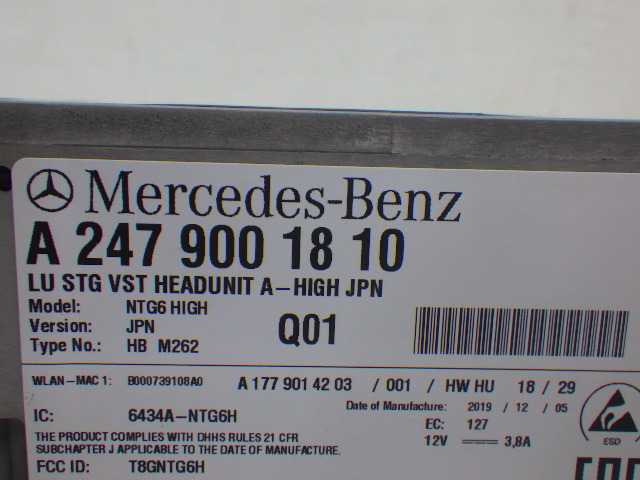 Mercedes-Benz
A 247 900 18 10
LU STG VST HEADUNIT A-HIGH JPN
Model: NTG6 HIGH
Version: JPN
Type No.: HB M262
Q01
WLAN-MAC 1: B000739108A0
A 177 901 42 03 / 001 / HW HU 18 / 29
Date of Manufacture: 2019 / 12 / 05
IC: 6434A-NTG6H
EC: 127
12V 3,8A
ESD
THE PRODUCT COMPLIES WITH DHHS RULES 21 CFR
SUBCHAPTER J APPLICABLE TO THE DATE OF MANUFACTURE.
FCC ID: T8GNTG6H